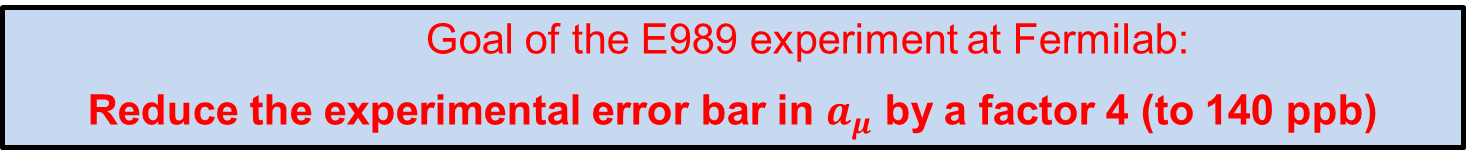 Goal of the E989 experiment at Fermilab:
Reduce the experimental error bar in 𝒂𝝁 by a factor 4 (to 140 ppb)